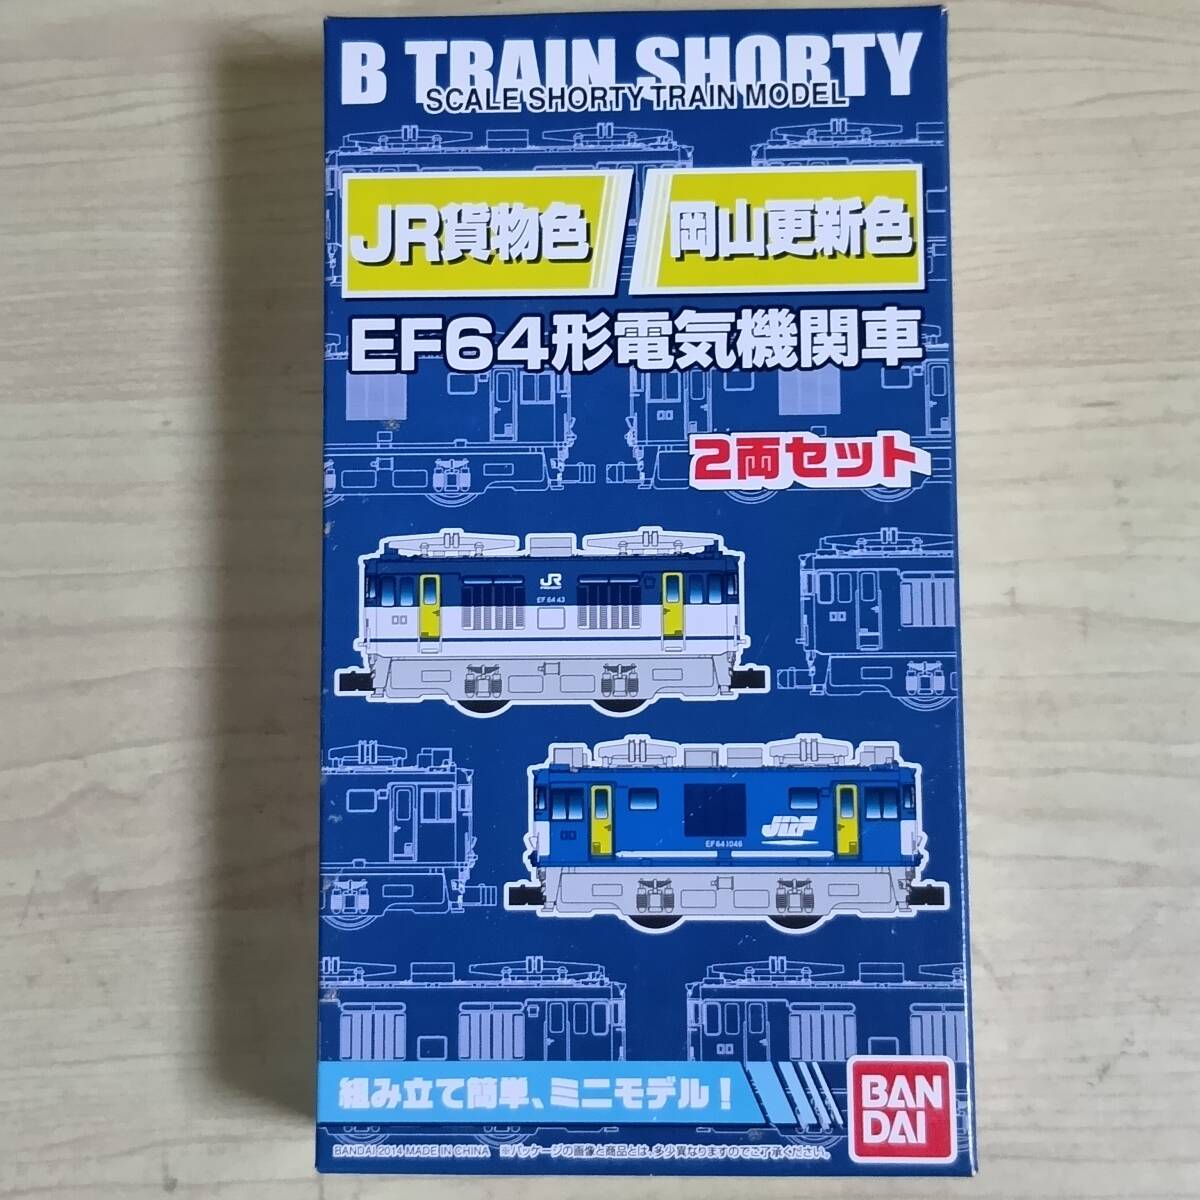 B TRAIN SHORTY
SCALE SHORTY TRAIN MODEL
JR貨物色
岡山更新色
EF64形電気機関車
2両セット
JR
EF 64 43
JRF
EF 64 1046
組み立て簡単、ミニモデル!
BAN
DAI
BANDAI 2014 MADE IN CHINA ※パッケージの画像と商品とは、多少異なりますのでご了承ください。